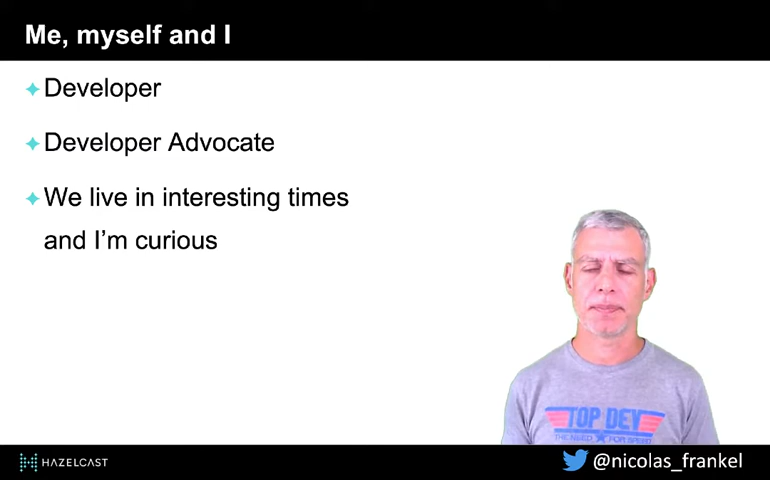 Me, myself and I
Developer
Developer Advocate
We live in interesting times
and I'm curious
TOP DEV
THE NEED FOR SPEED
HAZELCAST
@nicolas_frankel